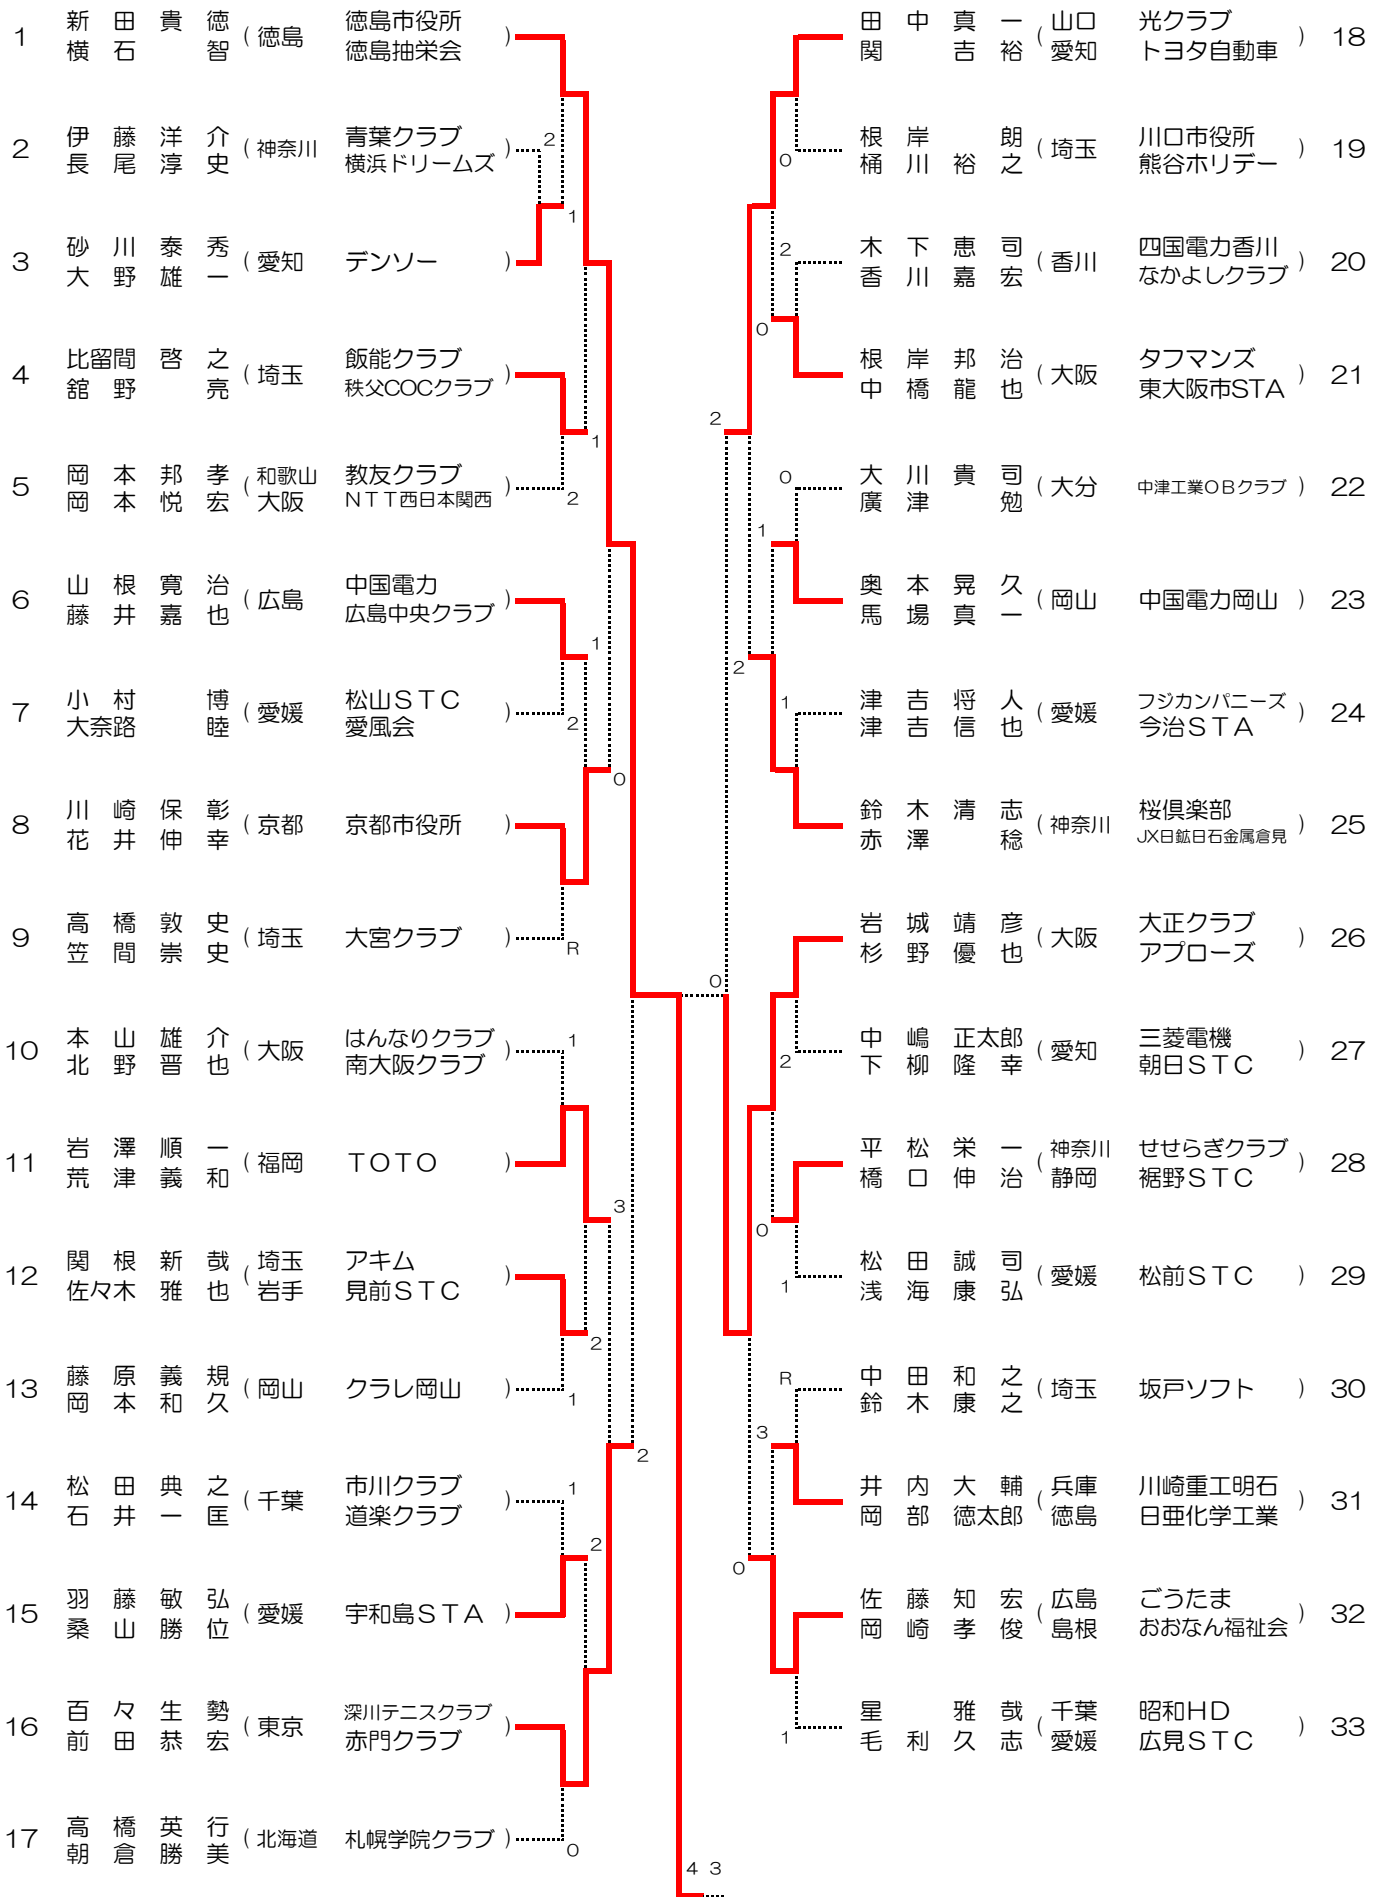 1 新田貴徳 横石智 (徳島 徳島市役所 徳島抽栄会)
2 伊藤洋介 長尾淳史 (神奈川 青葉クラブ 横浜ドリームズ)
3 砂川泰秀 大野雄一 (愛知 デンソー)
4 比留間啓之 舘野亮 (埼玉 飯能クラブ 秩父COCクラブ)
5 岡本邦孝 岡本悦宏 (和歌山 大阪 教友クラブ NTT西日本関西)
6 山根寛治 藤井嘉也 (広島 中国電力 広島中央クラブ)
7 小村博 大奈路睦 (愛媛 松山STC 愛風会)
8 川崎保彰 花井伸幸 (京都 京都市役所)
9 高橋敦史 笠間崇史 (埼玉 大宮クラブ)
10 本山雄介 北野晋也 (大阪 はんなりクラブ 南大阪クラブ)
11 岩澤順一 荒津義和 (福岡 TOTO)
12 関根新哉 佐々木雅也 (埼玉 岩手 アキム 見前STC)
13 藤原義規 岡本和久 (岡山 クラレ岡山)
14 松田典之 石井一匡 (千葉 市川クラブ 道楽クラブ)
15 羽藤敏弘 桑山勝位 (愛媛 宇和島STA)
16 百々生勢 前田恭宏 (東京 深川テニスクラブ 赤門クラブ)
17 高橋英行 朝倉勝美 (北海道 札幌学院クラブ)
2
1
1
2
1
2
0
R
1
3
2
1
2
1
2
0
4 3
田中真一 関吉裕 (山口 愛知 光クラブ トヨタ自動車) 18
根岸朗 桶川裕之 (埼玉 川口市役所 熊谷ホリデー) 19
木下恵司 香川嘉宏 (香川 四国電力香川 なかよしクラブ) 20
根岸邦治 中橋龍也 (大阪 タフマンズ 東大阪市STA) 21
大川貴司 廣津勉 (大分 中津工業OBクラブ) 22
奥本晃久 馬場真一 (岡山 中国電力岡山) 23
津吉将人 津吉信也 (愛媛 フジカンパニーズ 今治STA) 24
鈴木清志 赤澤稔 (神奈川 桜倶楽部 JX日鉱日石金属倉見) 25
岩城靖彦 杉野優也 (大阪 大正クラブ アプローズ) 26
中嶋正太郎 下柳隆幸 (愛知 三菱電機 朝日STC) 27
平松栄一 橋口伸治 (神奈川 静岡 せせらぎクラブ 裾野STC) 28
松田誠司 浅海康弘 (愛媛 松前STC) 29
中田和之 鈴木康之 (埼玉 坂戸ソフト) 30
井内大輔 岡部徳太郎 (兵庫 徳島 川崎重工明石 日亜化学工業) 31
佐藤知宏 岡崎孝俊 (広島 島根 ごうたま おおなん福祉会) 32
星雅哉 毛利久志 (千葉 愛媛 昭和HD 広見STC) 33
0
2
0
2
0
1
2
1
0
2
0
1
R
3
0
1